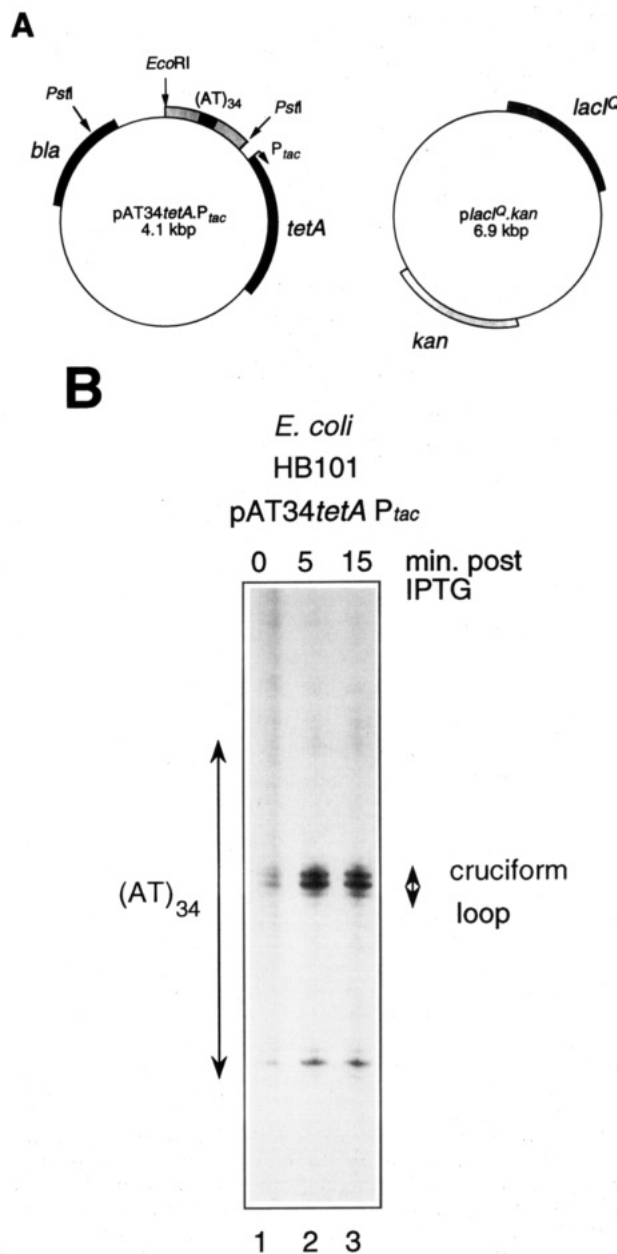 A
EcoRI
(AT)34
PstI
PstI
bla
Ptac
pAT34tetA.Ptac
4.1 kbp
tetA
lacIQ
placIQ.kan
6.9 kbp
kan
B
E. coli
HB101
pAT34tetA Ptac
0 5 15 min. post
IPTG
(AT)34
cruciform
loop
1 2 3